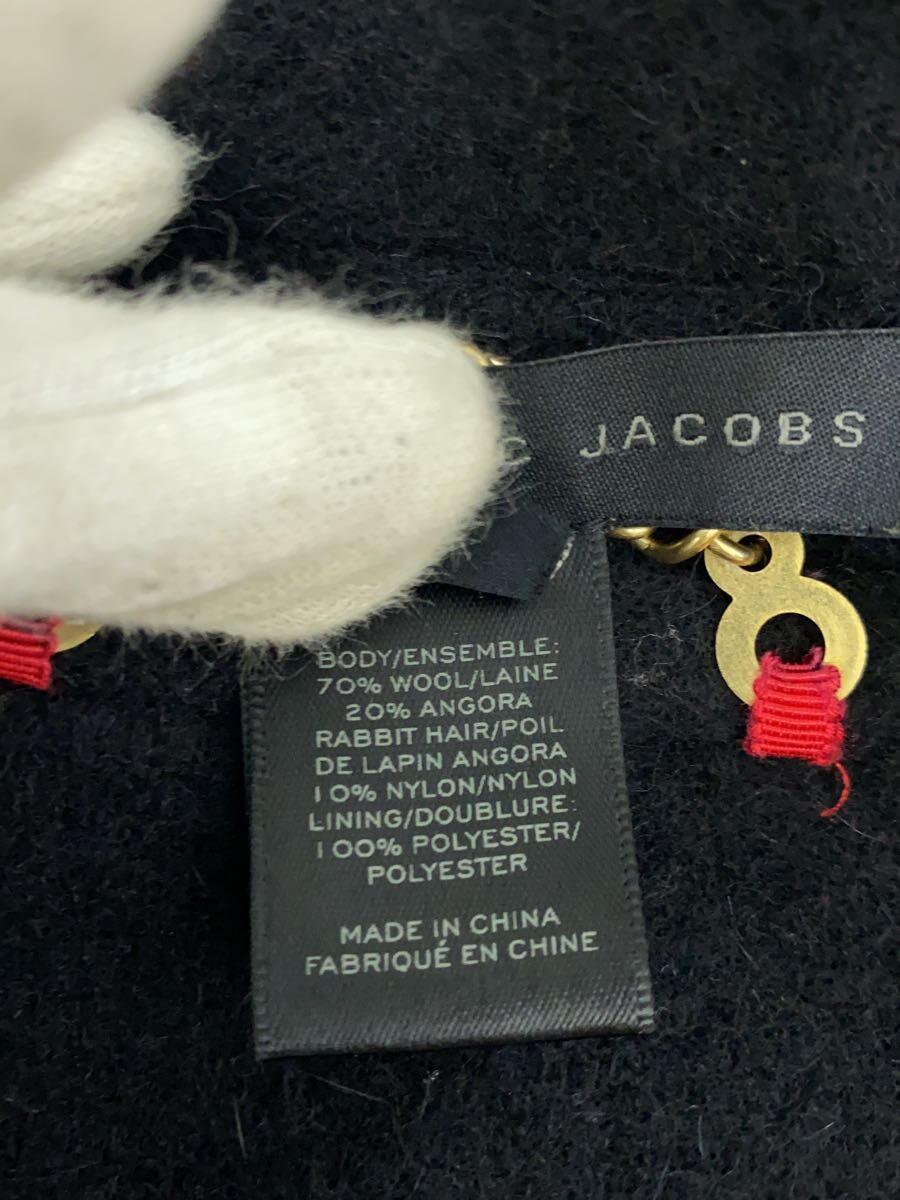 JACOBS
BODY/ENSEMBLE:
70% WOOL/LAINE
20% ANGORA
RABBIT HAIR/POIL
DE LAPIN ANGORA
10% NYLON/NYLON
LINING/DOUBLURE:
100% POLYESTER/
POLYESTER
MADE IN CHINA
FABRIQUÉ EN CHINE